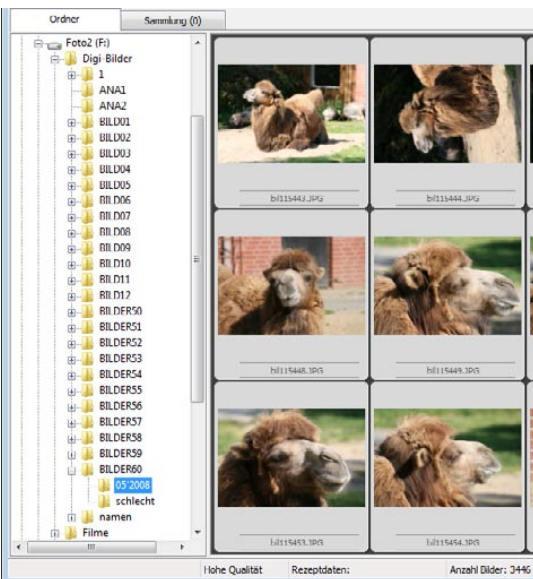 Ordner
Sammlung (0)
Foto2 (F:)
Digi-Bilder
1
ANA1
ANA2
BILD01
BILD02
BILD03
BILD04
BILD05
BILD06
BILD07
BILD08
BILD09
BILD10
BILD11
BILD12
BILDER50
BILDER51
BILDER52
BILDER53
BILDER54
BILDER55
BILDER56
BILDER57
BILDER58
BILDER59
BILDER60
05'2008
schlecht
namen
Filme
bil115443.JPG
bil115444.JPG
bil115448.JPG
bil115449.JPG
bil115453.JPG
bil115454.JPG
Hohe Qualität
Rezeptdaten:
Anzahl Bilder: 3446